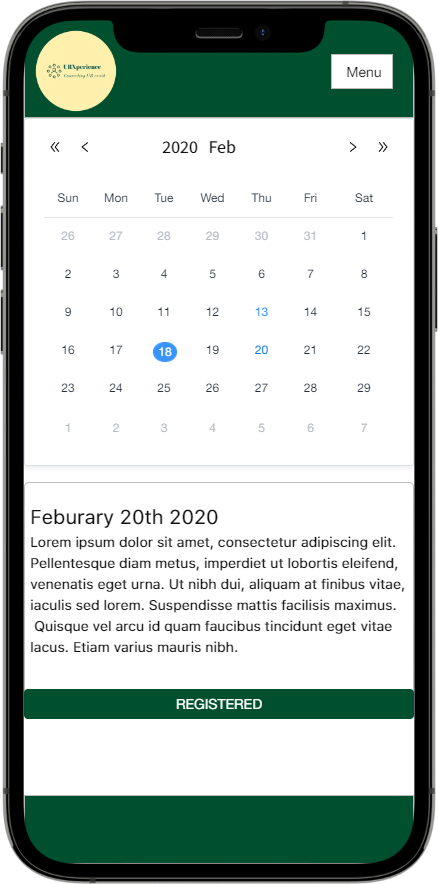 UBXperience
Connecting UB world
Menu
« < 2020 Feb > »
Sun Mon Tue Wed Thu Fri Sat
26 27 28 29 30 31 1
2 3 4 5 6 7 8
9 10 11 12 13 14 15
16 17 18 19 20 21 22
23 24 25 26 27 28 29
1 2 3 4 5 6 7
Feburary 20th 2020
Lorem ipsum dolor sit amet, consectetur adipiscing elit.
Pellentesque diam metus, imperdiet ut lobortis eleifend,
venenatis eget urna. Ut nibh dui, aliquam at finibus vitae,
iaculis sed lorem. Suspendisse mattis facilisis maximus.
Quisque vel arcu id quam faucibus tincidunt eget vitae
lacus. Etiam varius mauris nibh.
REGISTERED